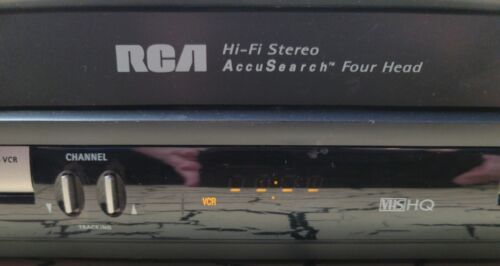 RCA
Hi-Fi Stereo
AccuSearch™ Four Head
VCR
CHANNEL
TRACKING
VCR
VHS HQ